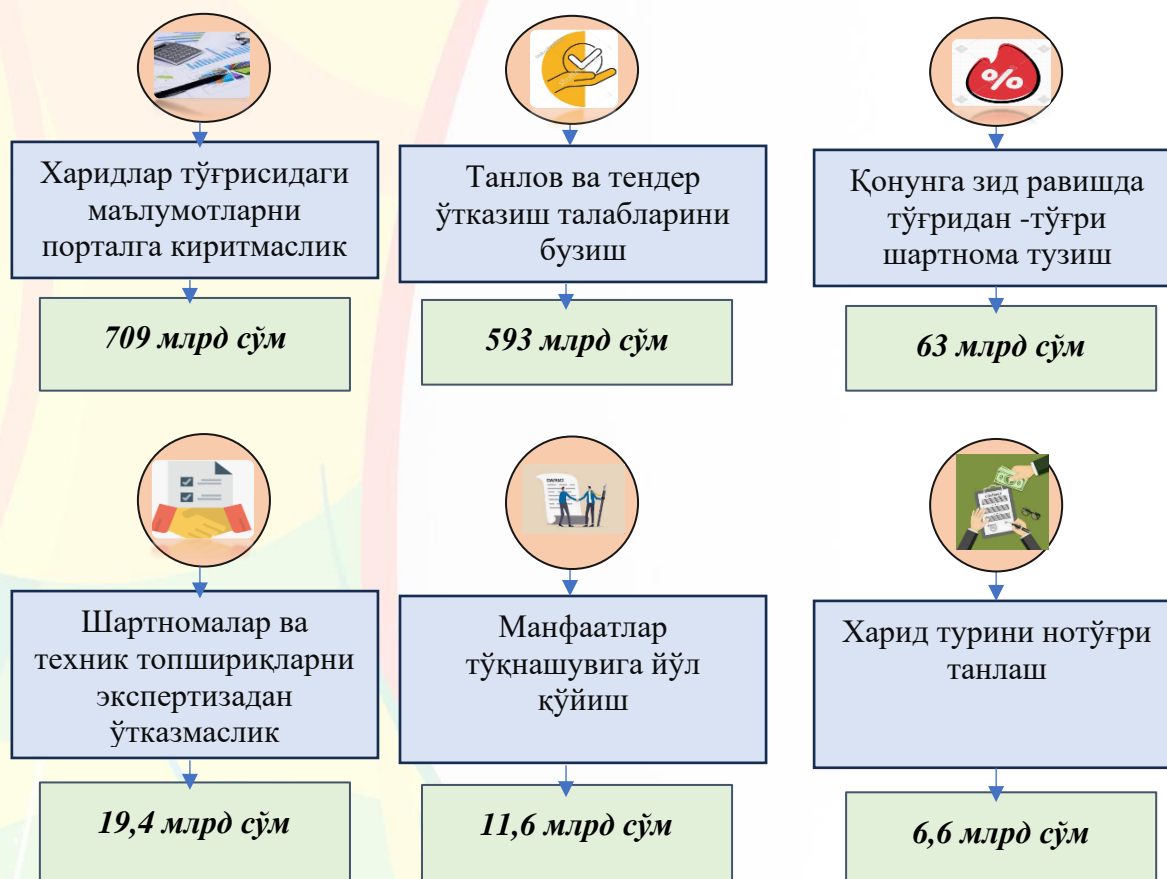 Харидлар тўғрисидаги
маълумотларни
порталга киритмаслик
709 млрд сўм
Танлов ва тендер
ўтказиш талабларини
бузиш
593 млрд сўм
Қонунга зид равишда
тўғридан -тўғри
шартнома тузиш
63 млрд сўм
Шартномалар ва
техник топшириқларни
экспертизадан
ўтказмаслик
19,4 млрд сўм
Манфаатлар
тўқнашувига йўл
қўйиш
11,6 млрд сўм
Харид турини нотўғри
танлаш
6,6 млрд сўм